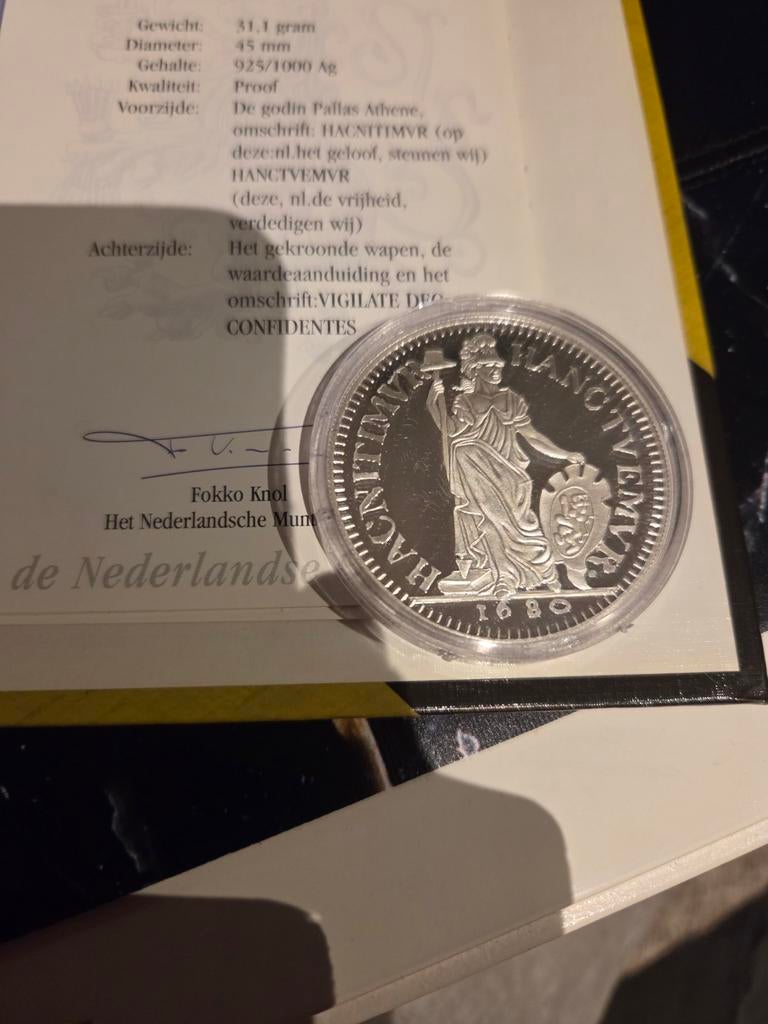 Gewicht: 31,1 gram
Diameter: 45 mm
Gehalte: 925/1000 Ag
Kwaliteit: Proof
Voorzijde: De godin Pallas Athene,
omschrift: HACNITIMVR (op
deze:nl.het geloof, steunen wij)
HANCTVEMVR
(deze, nl.de vrijheid,
verdedigen wij)
Achterzijde: Het gekroonde wapen, de
waardeaanduiding en het
omschrift:VIGILATE DEO
CONFIDENTES
Fokko Knol
Het Nederlandsche Munt
de Nederlandse
HACNITIMVR HANCTVEMVR.
1680